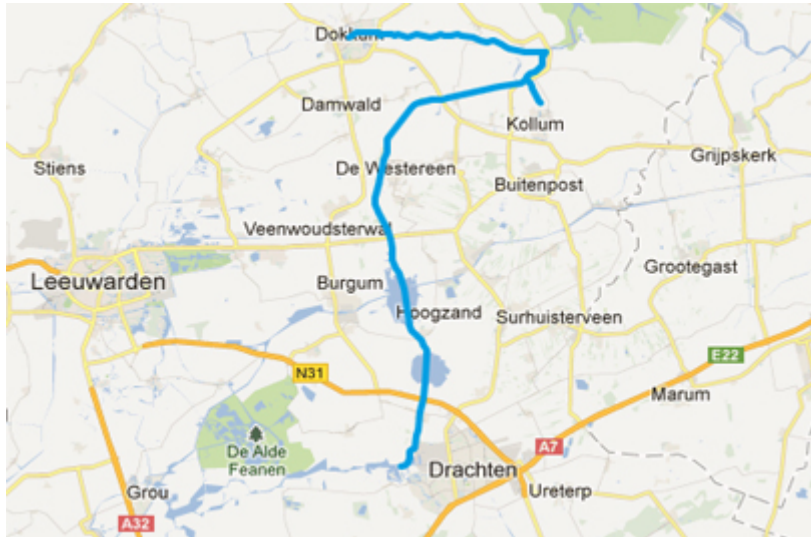 Damwald
Kollum
Stiens
De Westereen
Grijpskerk
Buitenpost
Veenwoudsterwal
Leeuwarden
Burgum
Grootegast
Hoogzand
Surhuisterveen
E22
N31
Marum
De Alde
Feanen
Drachten
A7
Grou
Ureterp
A32